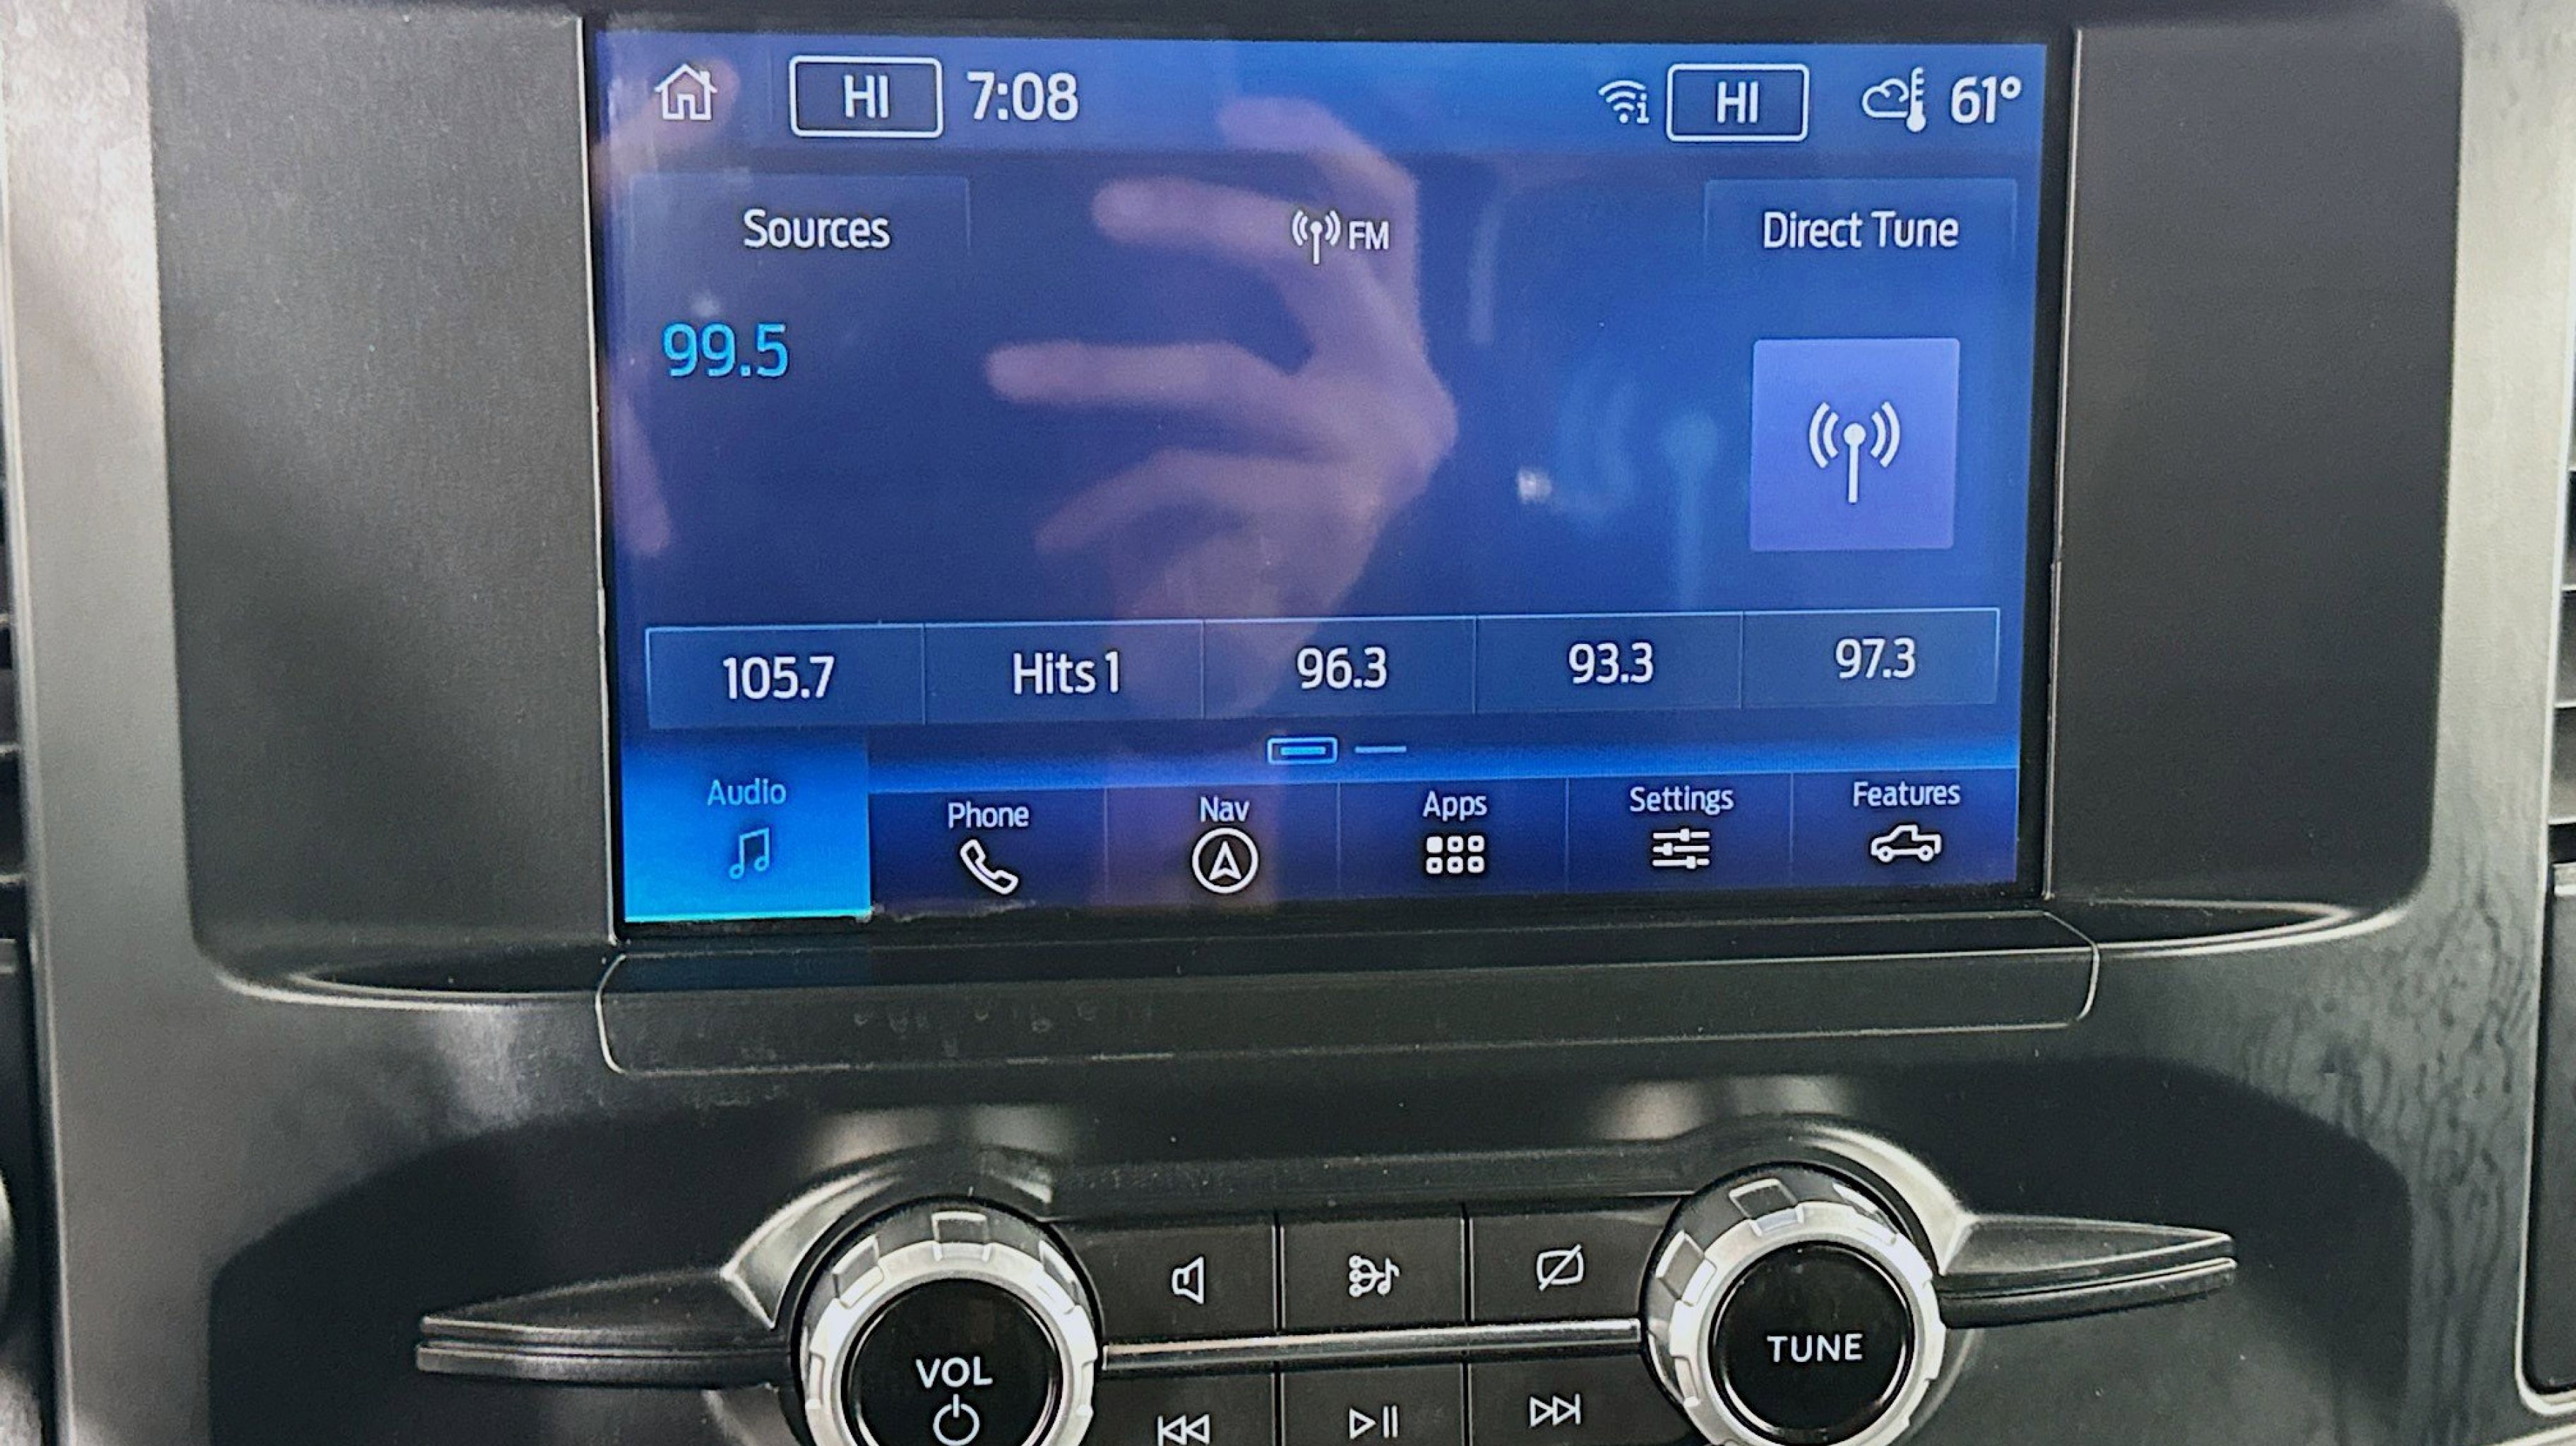 HI 7:08 HI 61°
Sources FM Direct Tune
99.5
105.7 Hits 1 96.3 93.3 97.3
Audio Phone Nav Apps Settings Features
VOL TUNE